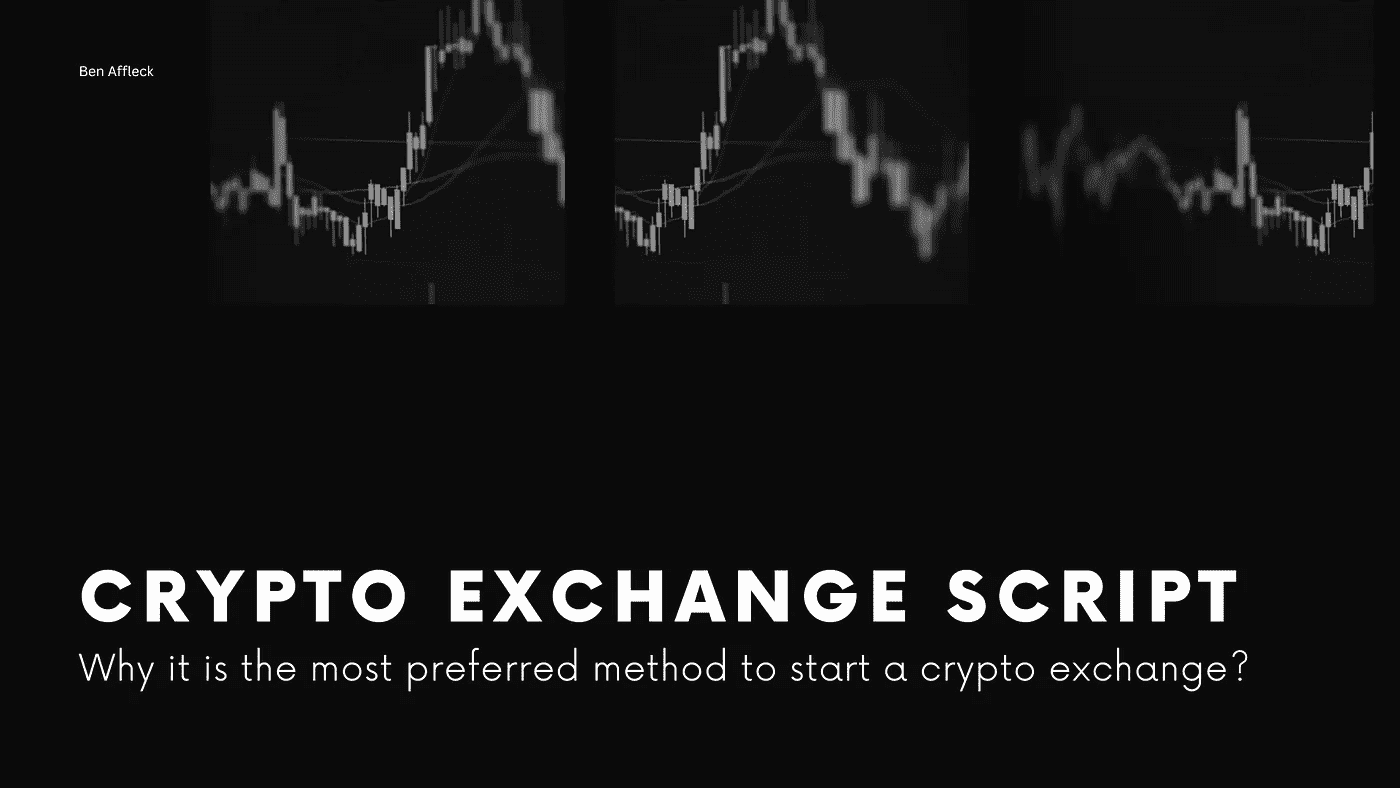 Ben Affleck
CRYPTO EXCHANGE SCRIPT
Why it is the most preferred method to start a crypto exchange?